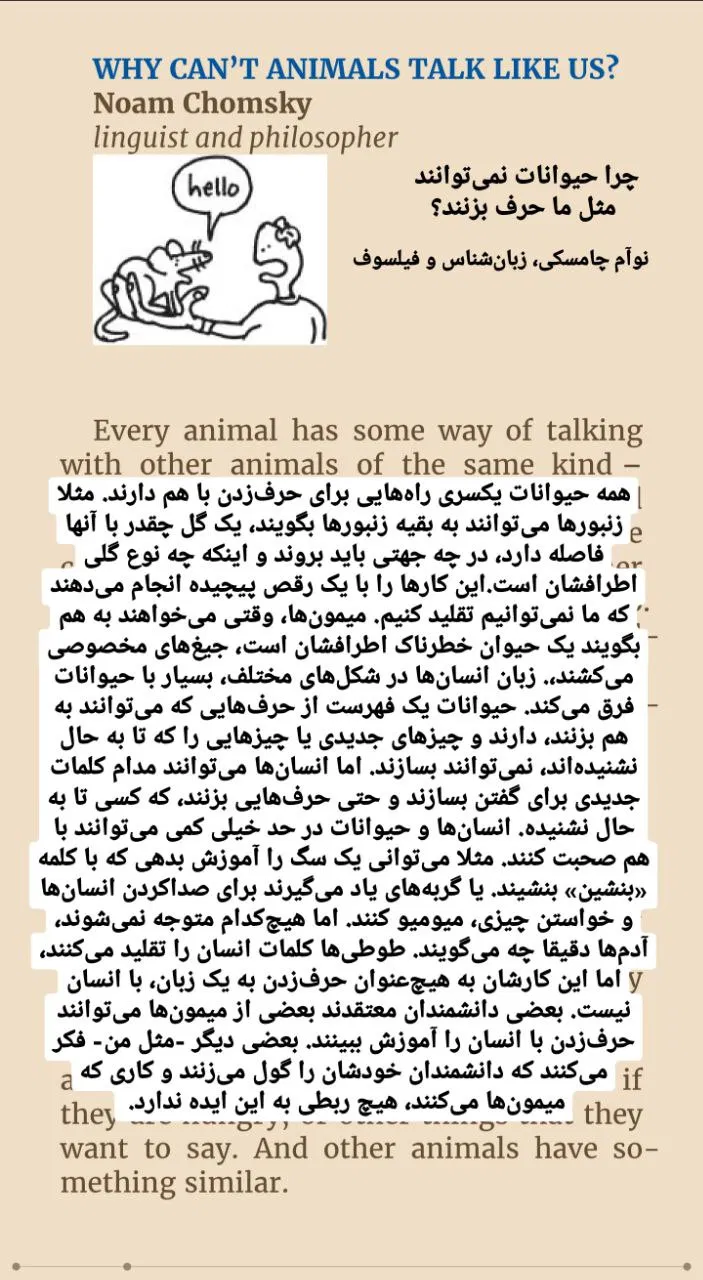 WHY CAN'T ANIMALS TALK LIKE US?
Noam Chomsky
linguist and philosopher
hello
چرا حیوانات نمی‌توانند
مثل ما حرف بزنند؟
نوآم چامسکی، زبان‌شناس و فیلسوف
Every animal has some way of talking
with other animals of the same kind –
همه حیوانات یکسری راه‌هایی برای حرف‌زدن با هم دارند. مثلا
زنبورها می‌توانند به بقیه زنبورها بگویند، یک گل چقدر با آنها
فاصله دارد، در چه جهتی باید بروند و اینکه چه نوع گلی
اطرافشان است.این کارها را با یک رقص پیچیده انجام می‌دهند
که ما نمی‌توانیم تقلید کنیم. میمون‌ها، وقتی می‌خواهند به هم
بگویند یک حیوان خطرناک اطرافشان است، جیغ‌های مخصوصی
می‌کشند،. زبان انسان‌ها در شکل‌های مختلف، بسیار با حیوانات
فرق می‌کند. حیوانات یک فهرست از حرف‌هایی که می‌توانند به
هم بزنند، دارند و چیزهای جدیدی یا چیزهایی را که تا به حال
نشنیده‌اند، نمی‌توانند بسازند. اما انسان‌ها می‌توانند مدام کلمات
جدیدی برای گفتن بسازند و حتی حرف‌هایی بزنند، که کسی تا به
حال نشنیده. انسان‌ها و حیوانات در حد خیلی کمی می‌توانند با
هم صحبت کنند. مثلا می‌توانی یک سگ را آموزش بدهی که با کلمه
«بنشین» بنشیند. یا گربه‌های یاد می‌گیرند برای صداکردن انسان‌ها
و خواستن چیزی، میومیو کنند. اما هیچ‌کدام متوجه نمی‌شوند،
آدم‌ها دقیقا چه می‌گویند. طوطی‌ها کلمات انسان را تقلید می‌کنند،
اما این کارشان به هیچ‌عنوان حرف‌زدن به یک زبان، با انسان
نیست. بعضی دانشمندان معتقدند بعضی از میمون‌ها می‌توانند
حرف‌زدن با انسان را آموزش ببینند. بعضی دیگر -مثل من- فکر
می‌کنند که دانشمندان خودشان را گول می‌زنند و کاری که
میمون‌ها می‌کنند، هیچ ربطی به این ایده ندارد.
if
they are hungry, or other things that they
want to say. And other animals have so-
mething similar.